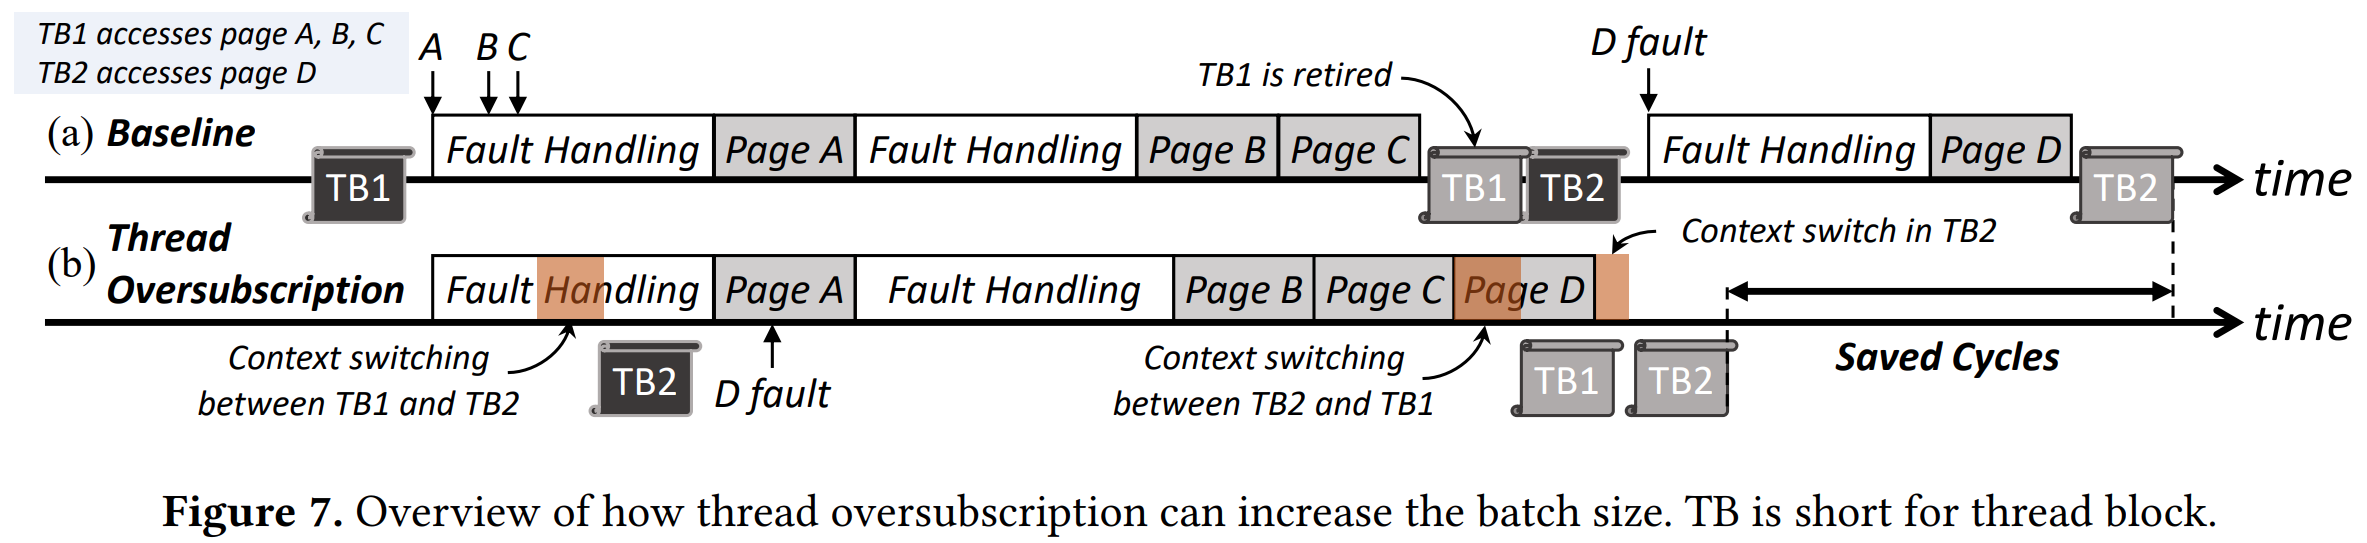 TB1 accesses page A, B, C
TB2 accesses page D
A B C
D fault
TB1 is retired
(a) Baseline
Fault Handling Page A Fault Handling Page B Page C Fault Handling Page D
TB1 TB1 TB2 TB2 time
Context switch in TB2
(b) Thread
Oversubscription
Fault Handling Page A Fault Handling Page B Page C Page D
time
Context switching
between TB1 and TB2
TB2
D fault
Context switching
between TB2 and TB1
TB1 TB2
Saved Cycles
Figure 7. Overview of how thread oversubscription can increase the batch size. TB is short for thread block.